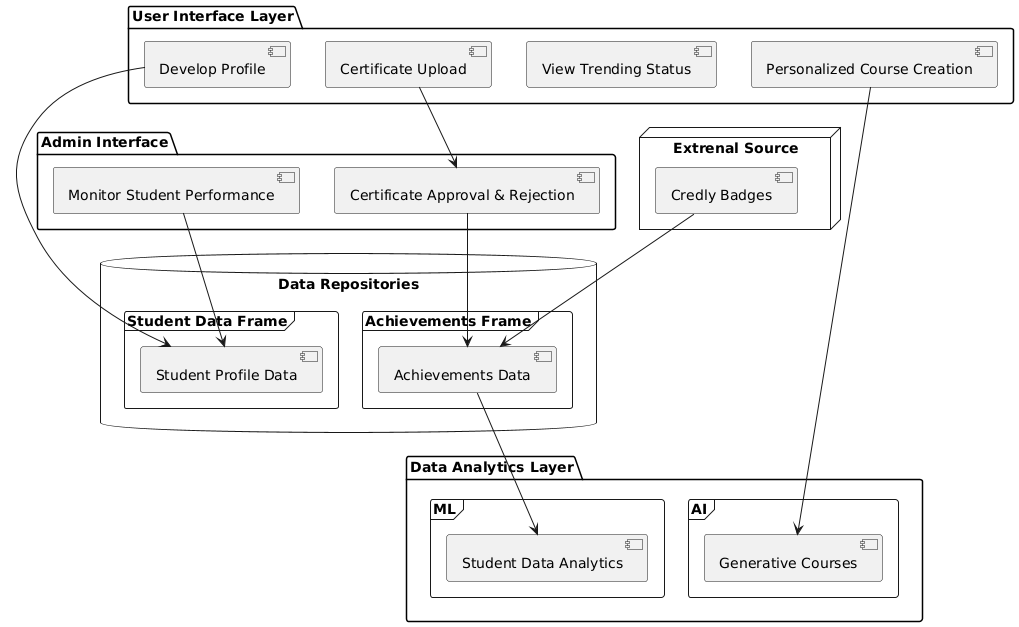 User Interface Layer
Develop Profile
Certificate Upload
View Trending Status
Personalized Course Creation
Admin Interface
Monitor Student Performance
Certificate Approval & Rejection
Extrenal Source
Credly Badges
Data Repositories
Student Data Frame
Student Profile Data
Achievements Frame
Achievements Data
Data Analytics Layer
ML
Student Data Analytics
AI
Generative Courses